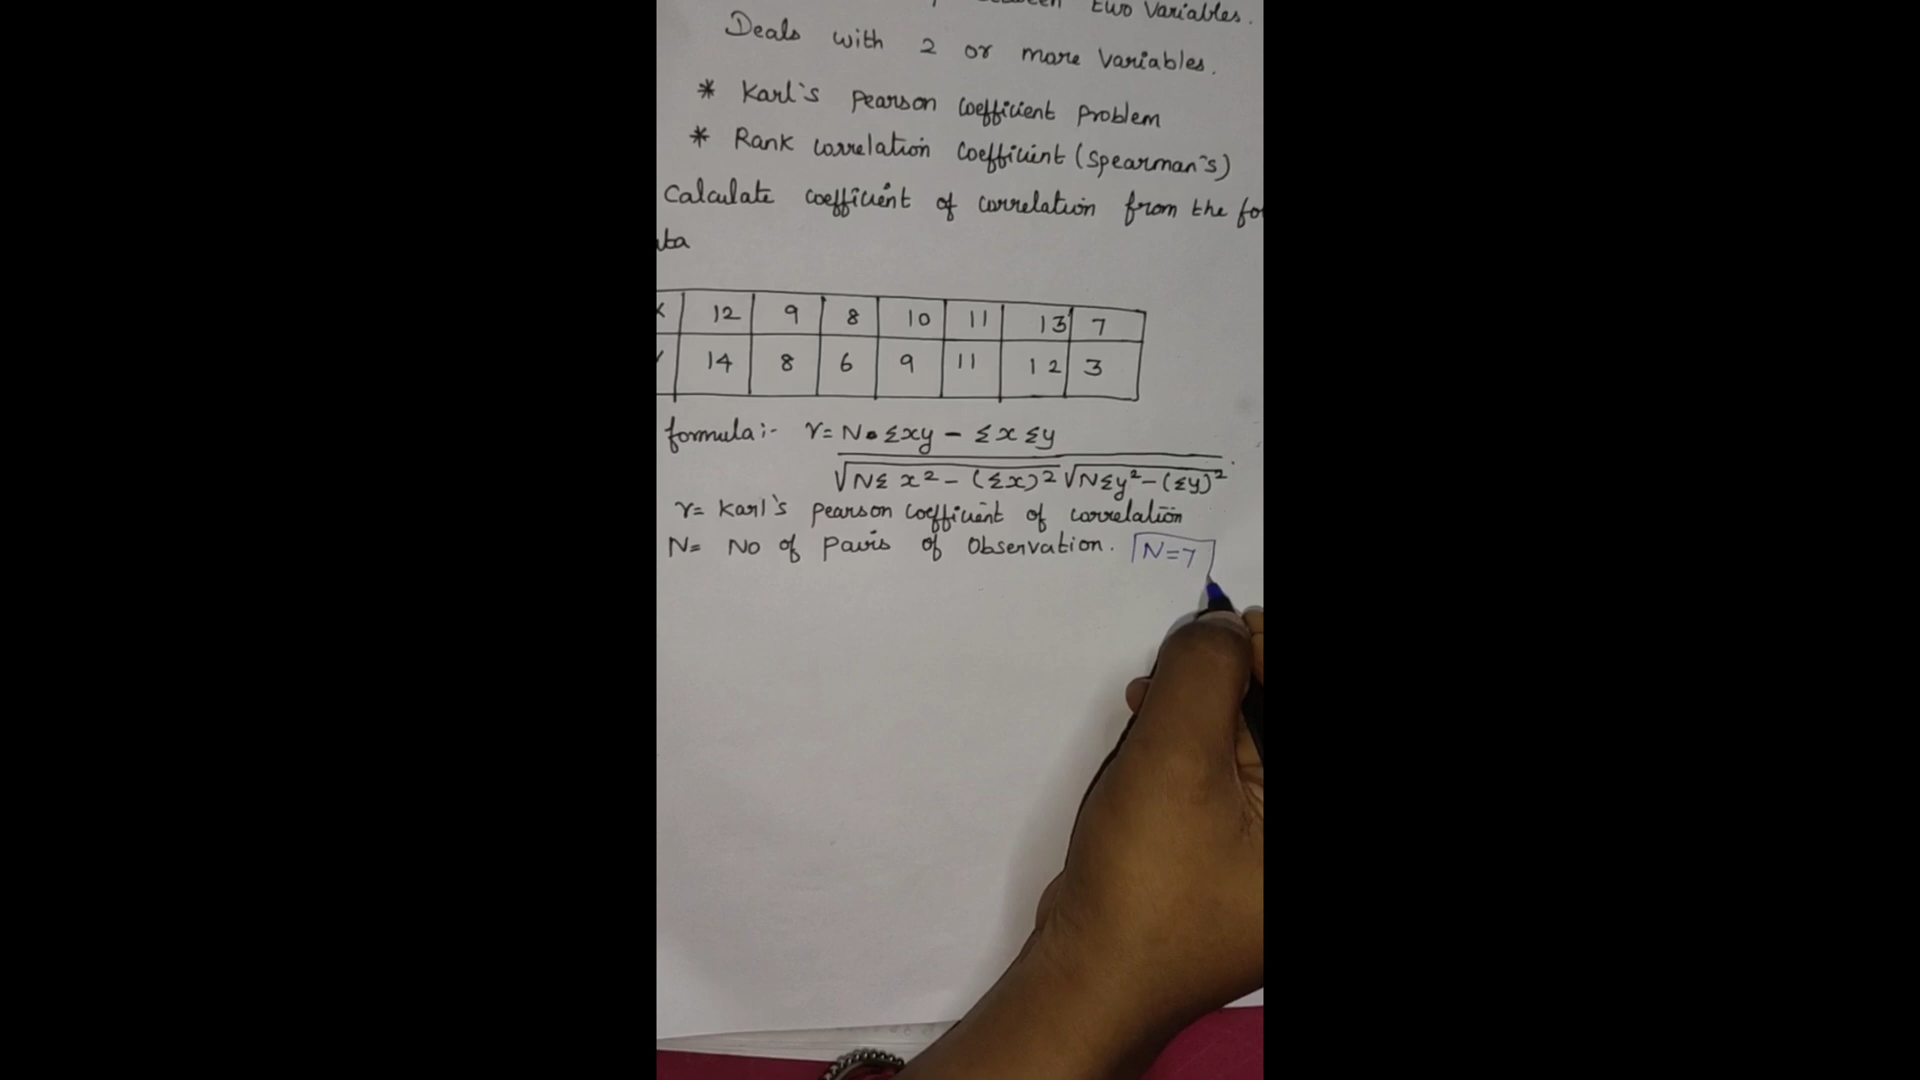 two Variables.
Deals with 2 or more Variables.
* Karl's Pearson Coefficient Problem
* Rank correlation Coefficient (Spearman's)
Calculate coefficient of correlation from the
12 9 8 10 11 13 7
14 8 6 9 11 12 3
formula:- r= N.Σxy - Σx Σy
√NΣx² - (Σx)² √NΣy² - (Σy)²
r= Karl's Pearson Coefficient of correlation
N= No of Pairs of Observation. N=7